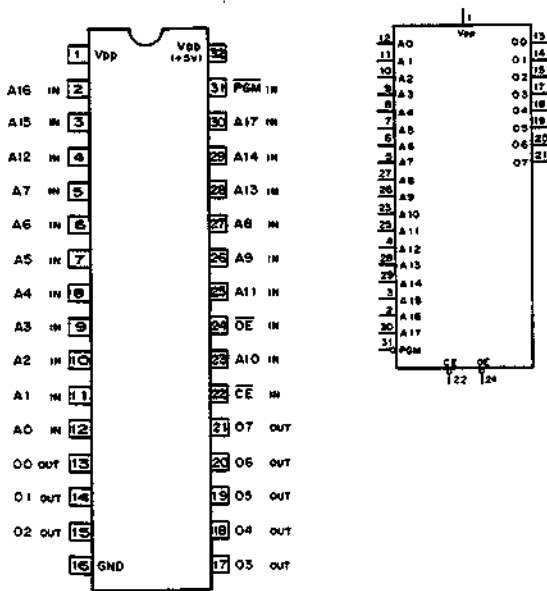 1 Vpp VDD (+5V) 32
A16 IN 2 31 PGM IN
A15 IN 3 30 A17 IN
A12 IN 4 29 A14 IN
A7 IN 5 28 A13 IN
A6 IN 6 27 A8 IN
A5 IN 7 26 A9 IN
A4 IN 8 25 A11 IN
A3 IN 9 24 OE IN
A2 IN 10 23 A10 IN
A1 IN 11 22 CE IN
A0 IN 12 21 O7 OUT
O0 OUT 13 20 O6 OUT
O1 OUT 14 19 O5 OUT
O2 OUT 15 18 O4 OUT
16 GND 17 O3 OUT
1
Vpp
12 A0 O0 13
11 A1 O1 14
10 A2 O2 15
9 A3 O3 17
8 A4 O4 18
7 A5 O5 19
6 A6 O6 20
5 A7 O7 21
27 A8
26 A9
23 A10
25 A11
4 A12
28 A13
29 A14
3 A15
2 A16
30 A17
31 PGM
CE OE
22 24